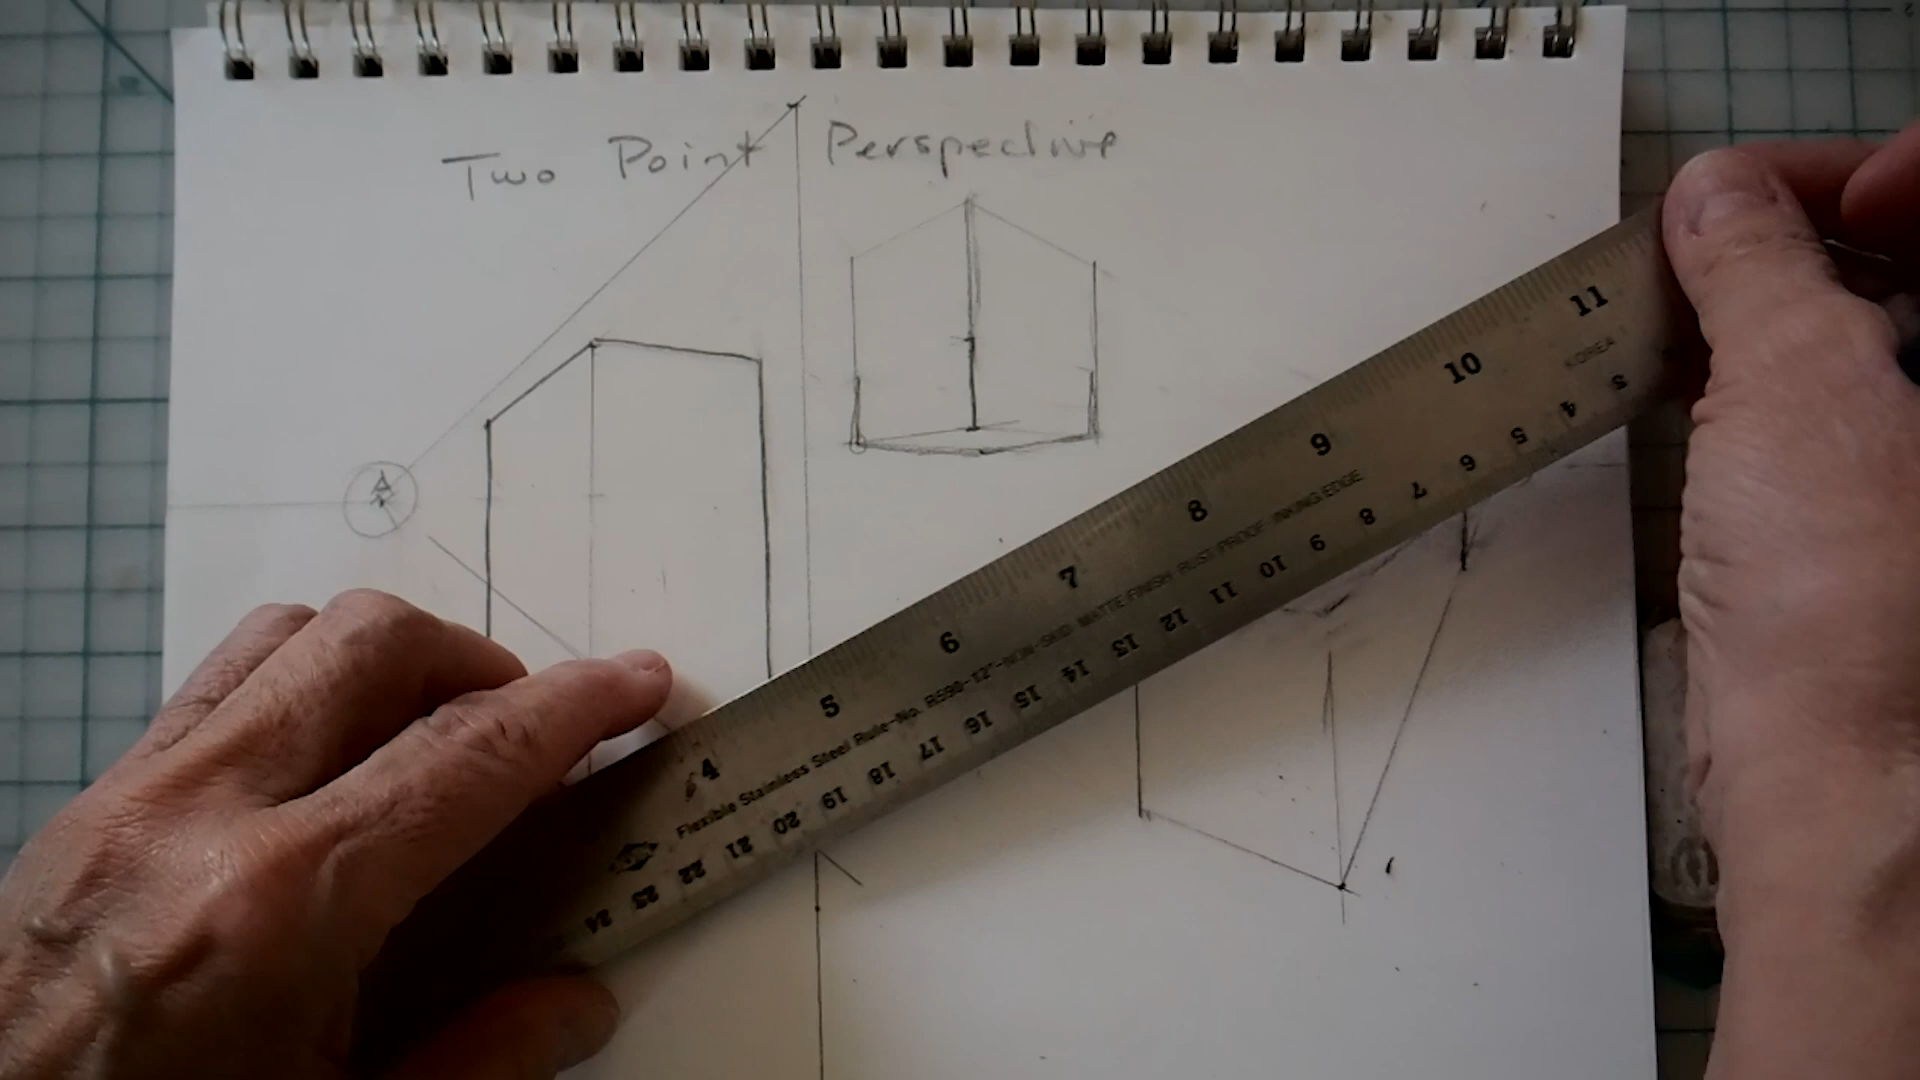 Two Point Perspective
A
4 5 6 7 8 9 10 11
KOREA
Flexible Stainless Steel Rule-No. R590-12"-NON-SKID MATTE FINISH RUST PROOF INKING EDGE
24 23 22 21 20 19 18 17 16 15 14 13 12 11 10 9 8 7 6 5 4